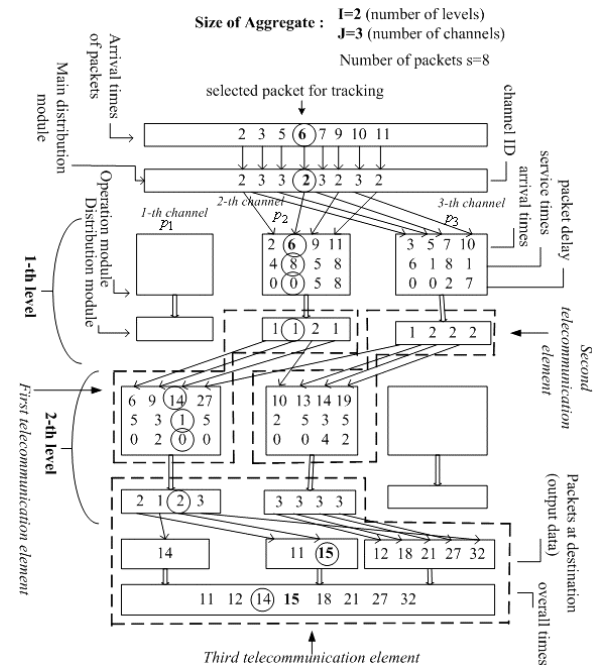 Size of Aggregate : I=2 (number of levels)
J=3 (number of channels)
Number of packets s=8
Arrival times of packets
selected packet for tracking
2 3 5 6 7 9 10 11
Main distribution module
channel ID
2 3 3 2 3 2 3 2
1-th channel
p1
2-th channel
p2
3-th channel
p3
Operation module
Distribution module
arrival times
service times
packet delay
1-th level
2 6 9 11
4 8 5 8
0 0 5 8
3 5 7 10
6 1 8 1
0 0 2 7
1 1 2 1
1 2 2 2
Second telecommunication element
First telecommunication element
2-th level
6 9 14 27
5 3 1 5
0 2 0 0
10 13 14 19
2 5 3 5
0 0 4 2
2 1 2 3
3 3 3 3
Packets at destination (output data)
14
11 15
12 18 21 27 32
overall times
11 12 14 15 18 21 27 32
Third telecommunication element